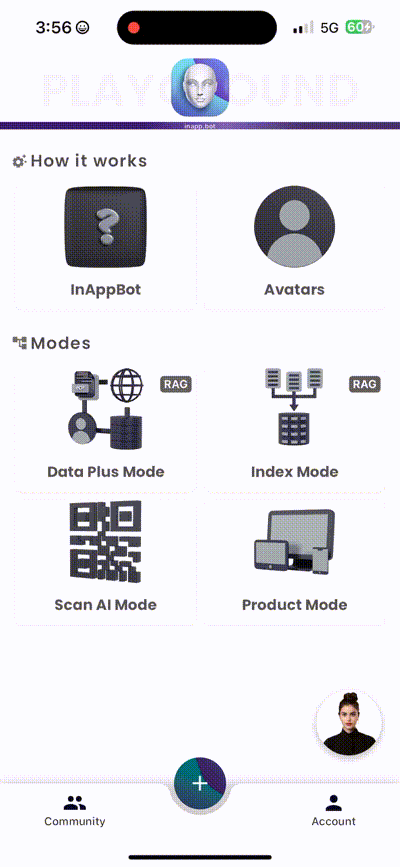 3:56 5G 60
PLAYGROUND
inapp.bot
How it works
InAppBot Avatars
Modes
RAG RAG
Data Plus Mode Index Mode
Scan AI Mode Product Mode
+
Community Account